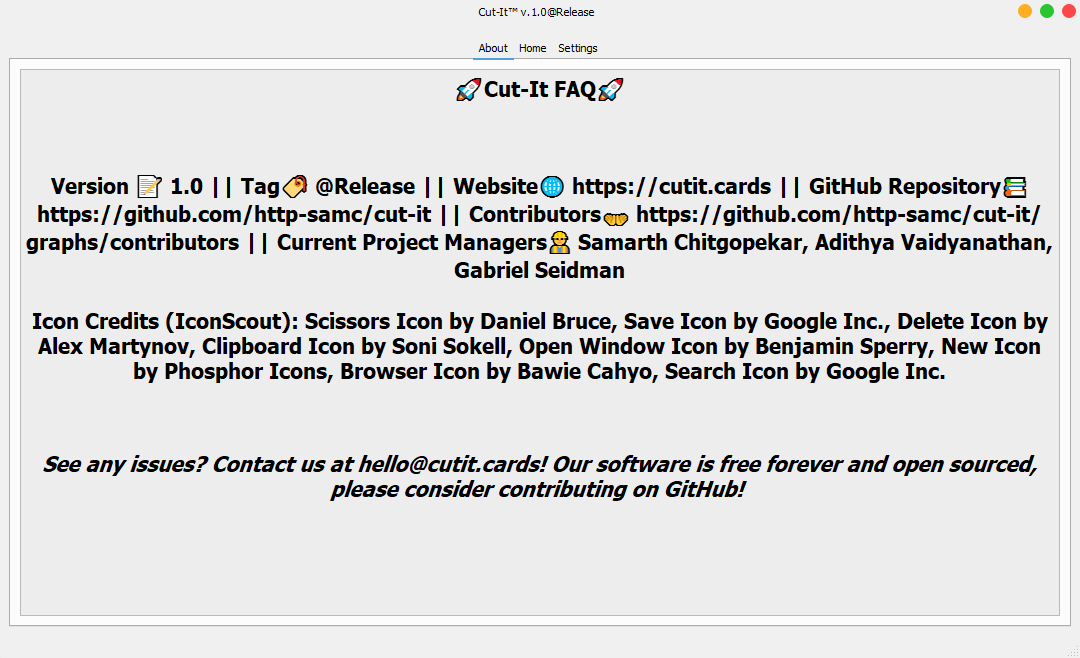 Cut-It™ v.1.0@Release
About Home Settings
🚀Cut-It FAQ🚀
Version 📝 1.0 || Tag🏷️ @Release || Website🌐 https://cutit.cards || GitHub Repository📚
https://github.com/http-samc/cut-it || Contributors🤝 https://github.com/http-samc/cut-it/
graphs/contributors || Current Project Managers👷 Samarth Chitgopekar, Adithya Vaidyanathan,
Gabriel Seidman
Icon Credits (IconScout): Scissors Icon by Daniel Bruce, Save Icon by Google Inc., Delete Icon by
Alex Martynov, Clipboard Icon by Soni Sokell, Open Window Icon by Benjamin Sperry, New Icon
by Phosphor Icons, Browser Icon by Bawie Cahyo, Search Icon by Google Inc.
See any issues? Contact us at hello@cutit.cards! Our software is free forever and open sourced,
please consider contributing on GitHub!